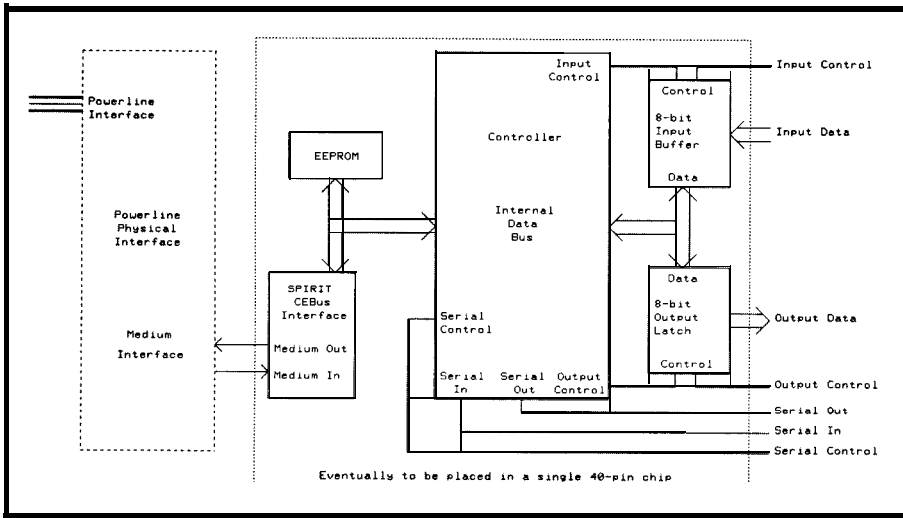 Powerline
Interface
Powerline
Physical
Interface
Medium
Interface
EEPROM
SPIRIT
CEBus
Interface
Medium Out
Medium In
Input
Control
Controller
Internal
Data
Bus
Serial
Control
Serial
In
Serial
Out
Output
Control
Control
8-bit
Input
Buffer
Data
Data
8-bit
Output
Latch
Control
Input Control
Input Data
Output Data
Output Control
Serial Out
Serial In
Serial Control
Eventually to be placed in a single 40-pin chip